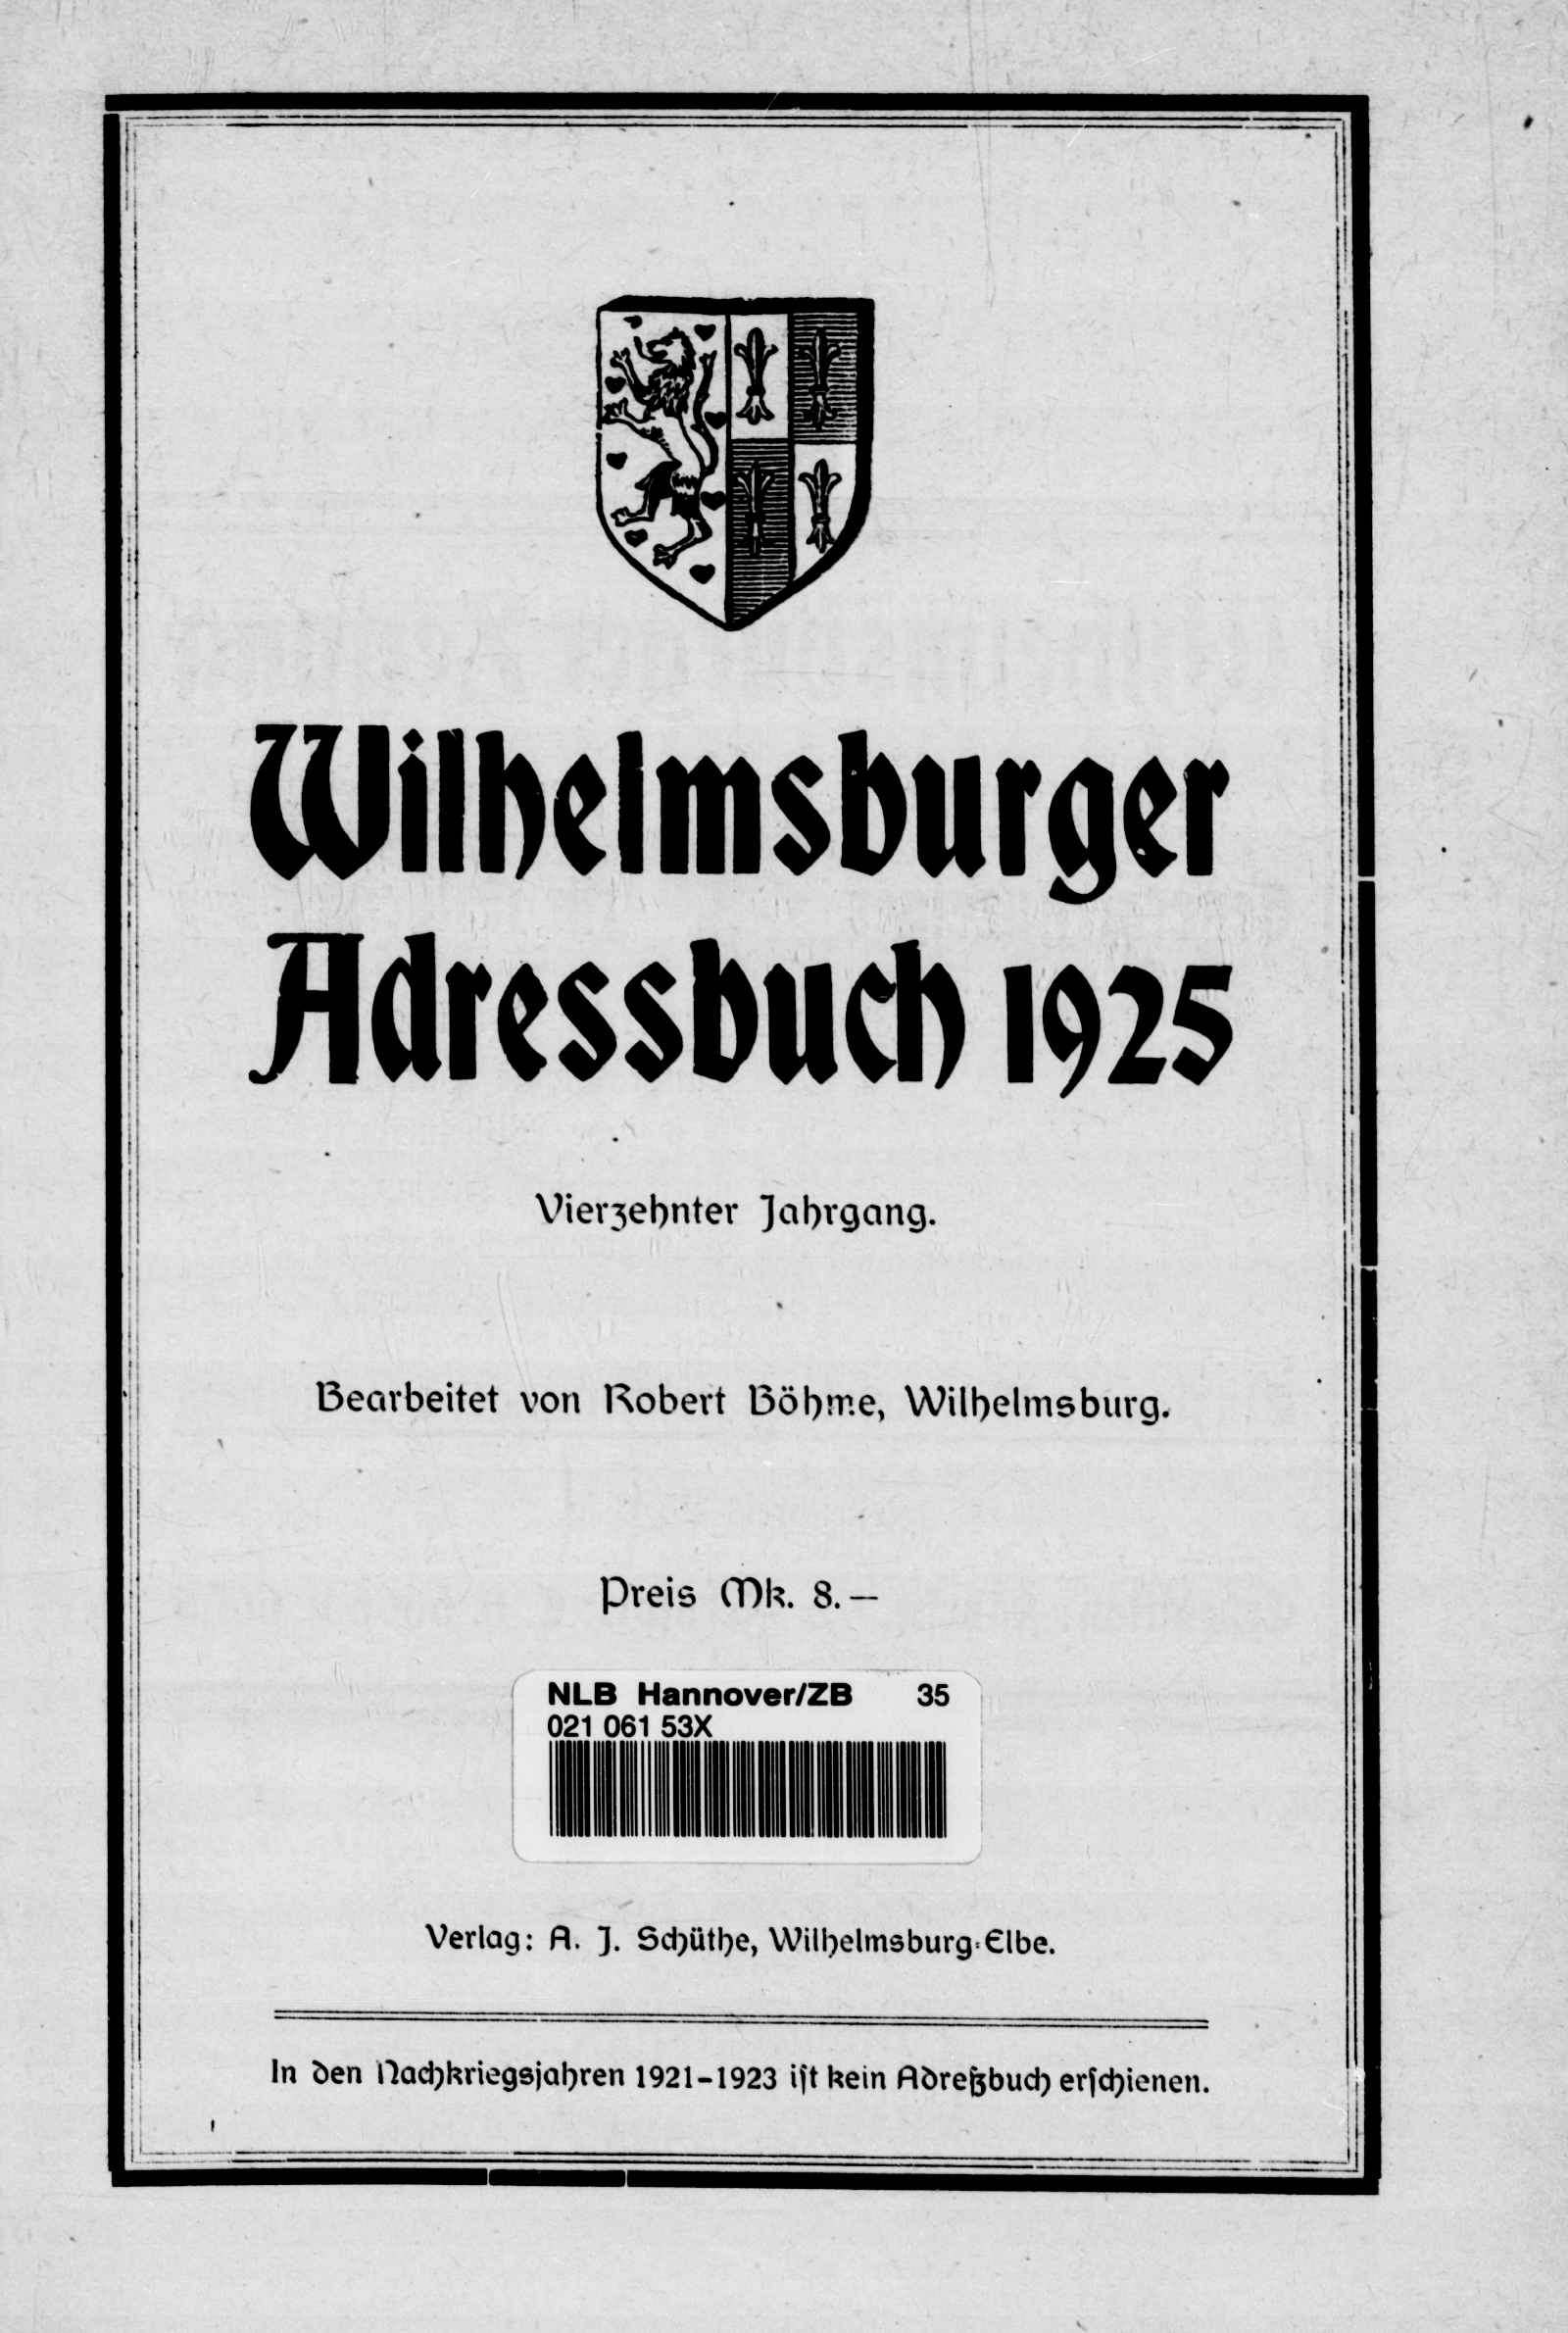 Wilhelmsburger
Adressbuch 1925
Vierzehnter Jahrgang.
Bearbeitet von Robert Böhme, Wilhelmsburg.
Preis Mk. 8.—
NLB Hannover/ZB 35
021 061 53X
Verlag: A. J. Schüthe, Wilhelmsburg-Elbe.
In den Nachkriegsjahren 1921-1923 iſt kein Adreßbuch erſchienen.